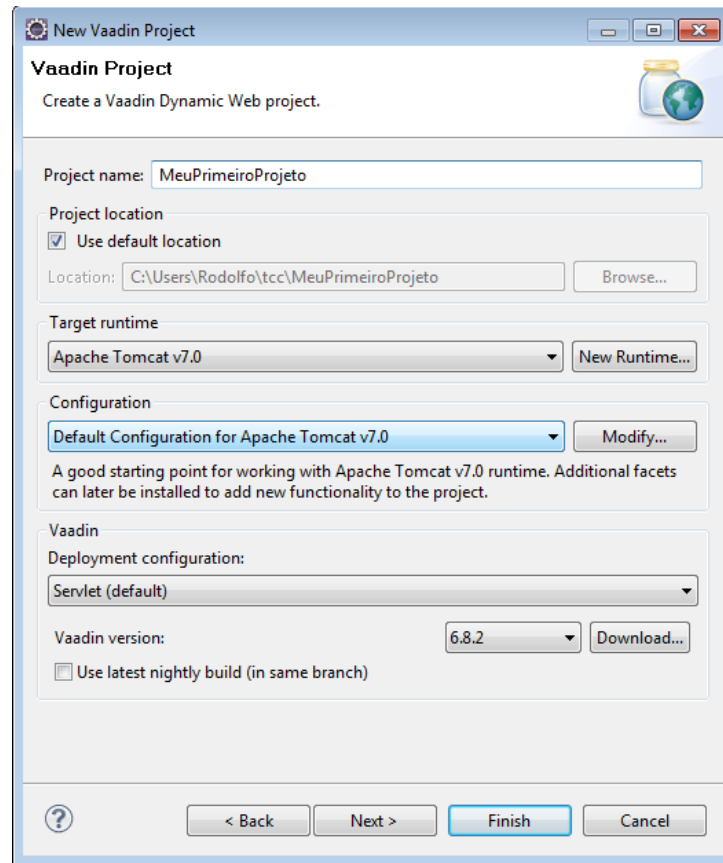 New Vaadin Project
Vaadin Project
Create a Vaadin Dynamic Web project.
Project name: MeuPrimeiroProjeto
Project location
Use default location
Location: C:\Users\Rodolfo\tcc\MeuPrimeiroProjeto Browse...
Target runtime
Apache Tomcat v7.0 New Runtime...
Configuration
Default Configuration for Apache Tomcat v7.0 Modify...
A good starting point for working with Apache Tomcat v7.0 runtime. Additional facets
can later be installed to add new functionality to the project.
Vaadin
Deployment configuration:
Servlet (default)
Vaadin version: 6.8.2 Download...
Use latest nightly build (in same branch)
? < Back Next > Finish Cancel